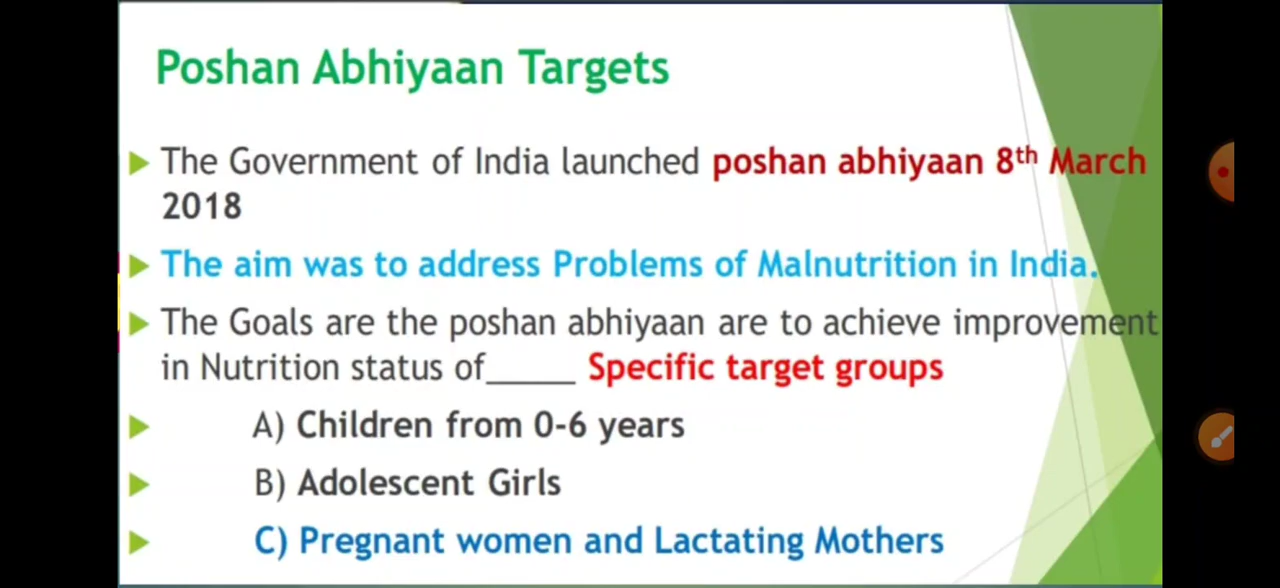 Poshan Abhiyaan Targets
The Government of India launched poshan abhiyaan 8th March
2018
The aim was to address Problems of Malnutrition in India.
The Goals are the poshan abhiyaan are to achieve improvement
in Nutrition status of_____ Specific target groups
A) Children from 0-6 years
B) Adolescent Girls
C) Pregnant women and Lactating Mothers